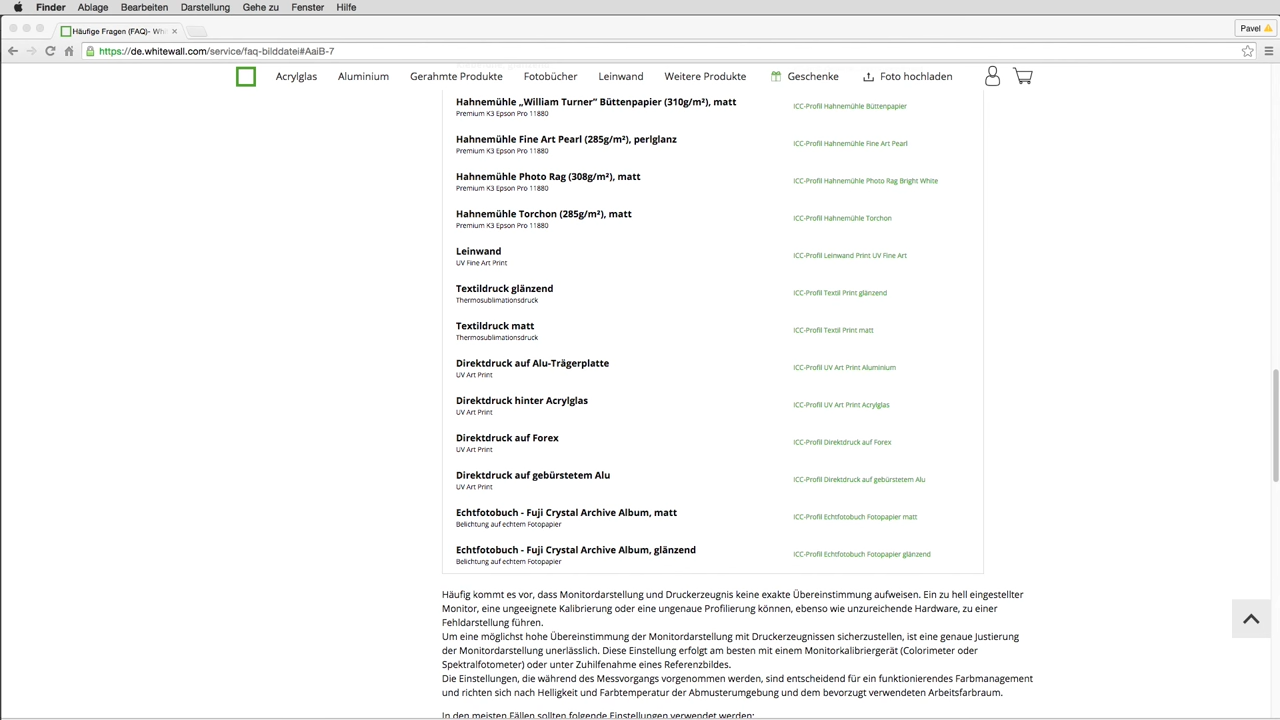 Finder Ablage Bearbeiten Darstellung Gehe zu Fenster Hilfe
Häufige Fragen (FAQ)- Whi
Pavel
https://de.whitewall.com/service/faq-bilddatei#AaiB-7
Acrylglas Aluminium Gerahmte Produkte Fotobücher Leinwand Weitere Produkte Geschenke Foto hochladen
Hahnemühle „William Turner“ Büttenpapier (310g/m²), matt
Premium K3 Epson Pro 11880
ICC-Profil Hahnemühle Büttenpapier
Hahnemühle Fine Art Pearl (285g/m²), perlglanz
Premium K3 Epson Pro 11880
ICC-Profil Hahnemühle Fine Art Pearl
Hahnemühle Photo Rag (308g/m²), matt
Premium K3 Epson Pro 11880
ICC-Profil Hahnemühle Photo Rag Bright White
Hahnemühle Torchon (285g/m²), matt
Premium K3 Epson Pro 11880
ICC-Profil Hahnemühle Torchon
Leinwand
UV Fine Art Print
ICC-Profil Leinwand Print UV Fine Art
Textildruck glänzend
Thermosublimationsdruck
ICC-Profil Textil Print glänzend
Textildruck matt
Thermosublimationsdruck
ICC-Profil Textil Print matt
Direktdruck auf Alu-Trägerplatte
UV Art Print
ICC-Profil UV Art Print Aluminium
Direktdruck hinter Acrylglas
UV Art Print
ICC-Profil UV Art Print Acrylglas
Direktdruck auf Forex
UV Art Print
ICC-Profil Direktdruck auf Forex
Direktdruck auf gebürstetem Alu
UV Art Print
ICC-Profil Direktdruck auf gebürstetem Alu
Echtfotobuch - Fuji Crystal Archive Album, matt
Belichtung auf echtem Fotopapier
ICC-Profil Echtfotobuch Fotopapier matt
Echtfotobuch - Fuji Crystal Archive Album, glänzend
Belichtung auf echtem Fotopapier
ICC-Profil Echtfotobuch Fotopapier glänzend
Häufig kommt es vor, dass Monitordarstellung und Druckerzeugnis keine exakte Übereinstimmung aufweisen. Ein zu hell eingestellter
Monitor, eine ungeeignete Kalibrierung oder eine ungenaue Profilierung können, ebenso wie unzureichende Hardware, zu einer
Fehldarstellung führen.
Um eine möglichst hohe Übereinstimmung der Monitordarstellung mit Druckerzeugnissen sicherzustellen, ist eine genaue Justierung
der Monitordarstellung unerlässlich. Diese Einstellung erfolgt am besten mit einem Monitorkalibriergerät (Colorimeter oder
Spektralfotometer) oder unter Zuhilfenahme eines Referenzbildes.
Die Einstellungen, die während des Messvorgangs vorgenommen werden, sind entscheidend für ein funktionierendes Farbmanagement
und richten sich nach Helligkeit und Farbtemperatur der Abmusterumgebung und dem bevorzugt verwendeten Arbeitsfarbraum.
In den meisten Fällen sollten folgende Einstellungen verwendet werden: